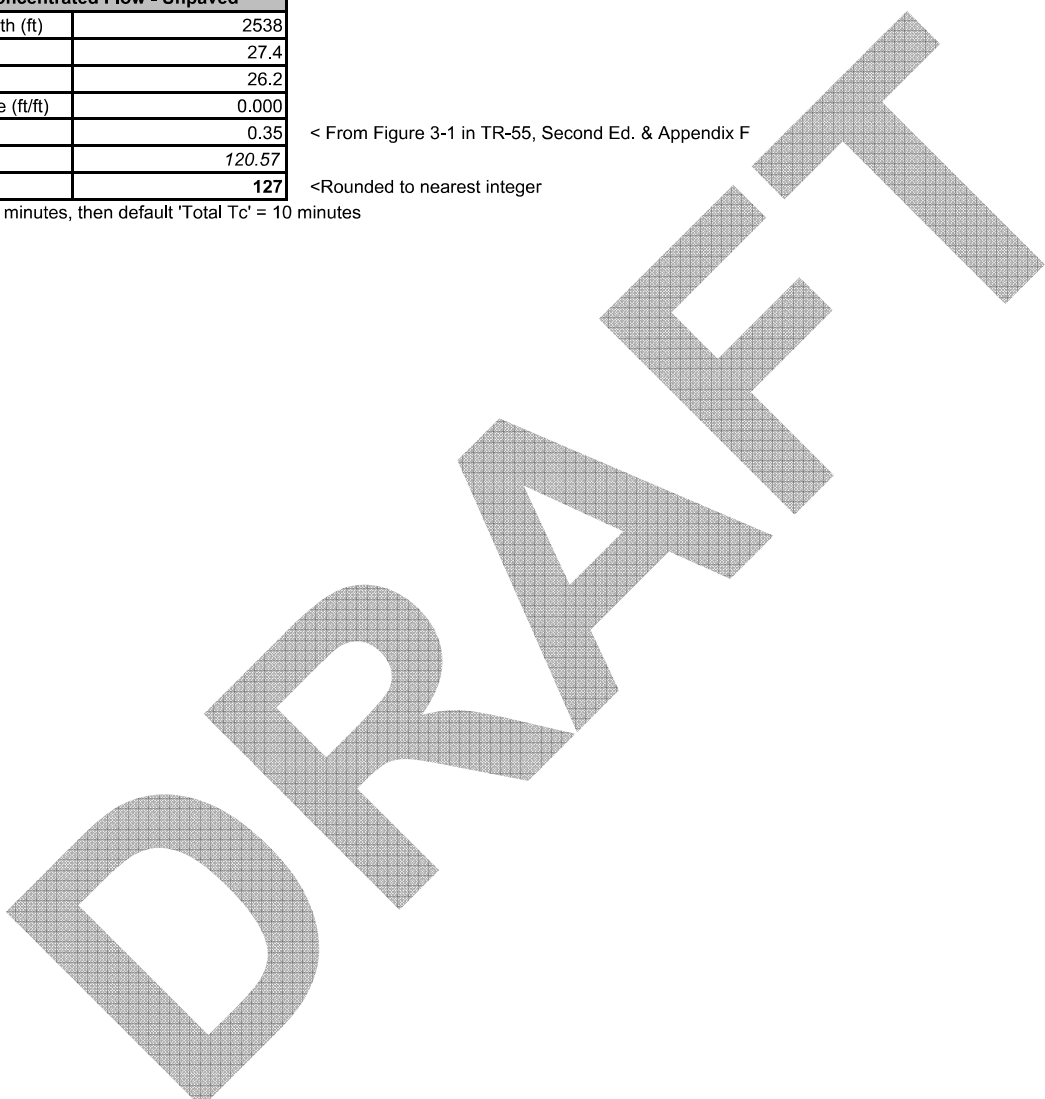 oncentrated Flow - Unpaved
th (ft) 2538
27.4
26.2
e (ft/ft) 0.000
0.35 < From Figure 3-1 in TR-55, Second Ed. & Appendix F
120.57
127 <Rounded to nearest integer
minutes, then default 'Total Tc' = 10 minutes
DRAFT